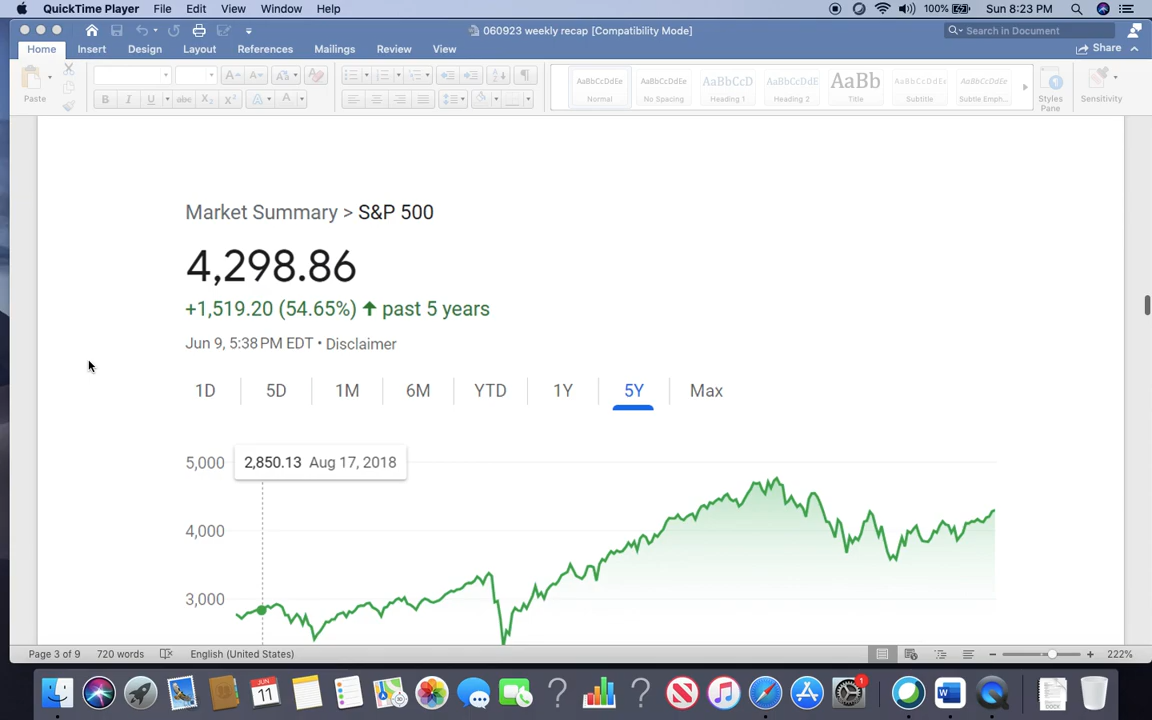 QuickTime Player File Edit View Window Help 100% Sun 8:23 PM
060923 weekly recap [Compatibility Mode] Search in Document
Home Insert Design Layout References Mailings Review View Share
Paste
AaBbCcDdEe AaBbCcDdEe AaBbCcD AaBbCcDdE AaBb AaBbCcDdEe AaBbCcDdEe
Normal No Spacing Heading 1 Heading 2 Title Subtitle Subtle Emph... Styles Pane Sensitivity
Market Summary > S&P 500
4,298.86
+1,519.20 (54.65%) ↑ past 5 years
Jun 9, 5:38 PM EDT • Disclaimer
1D 5D 1M 6M YTD 1Y 5Y Max
5,000 2,850.13 Aug 17, 2018
4,000
3,000
Page 3 of 9 720 words English (United States) 222%
JUN
11
1